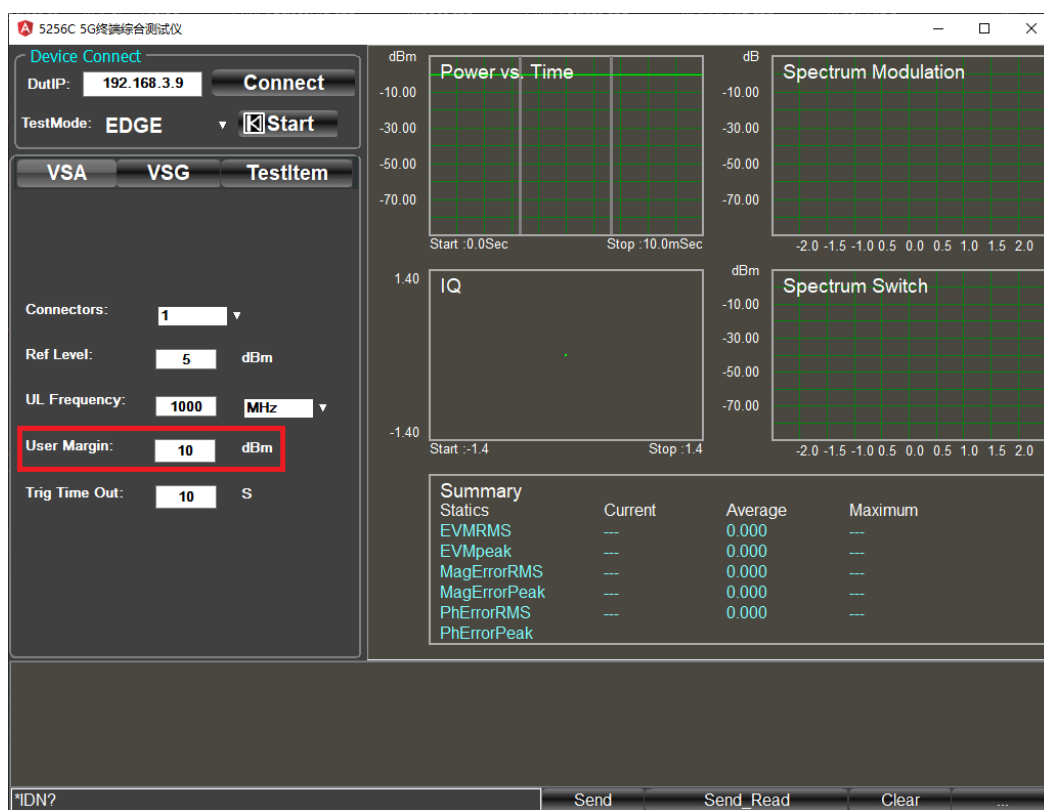 5256C 5G终端综合测试仪
Device Connect
DutIP: 192.168.3.9 Connect
TestMode: EDGE Start
VSA VSG TestItem
Connectors: 1
Ref Level: 5 dBm
UL Frequency: 1000 MHz
User Margin: 10 dBm
Trig Time Out: 10 S
dBm
Power vs. Time
-10.00
-30.00
-50.00
-70.00
Start :0.0Sec Stop :10.0mSec
dB
Spectrum Modulation
-10.00
-30.00
-50.00
-70.00
-2.0 -1.5 -1.0 0.5 0.0 0.5 1.0 1.5 2.0
1.40
IQ
-1.40
Start :-1.4 Stop :1.4
dBm
Spectrum Switch
-10.00
-30.00
-50.00
-70.00
-2.0 -1.5 -1.0 0.5 0.0 0.5 1.0 1.5 2.0
Summary
Statics Current Average Maximum
EVMRMS --- 0.000 ---
EVMpeak --- 0.000 ---
MagErrorRMS --- 0.000 ---
MagErrorPeak --- 0.000 ---
PhErrorRMS --- 0.000 ---
PhErrorPeak
*IDN? Send Send_Read Clear ...